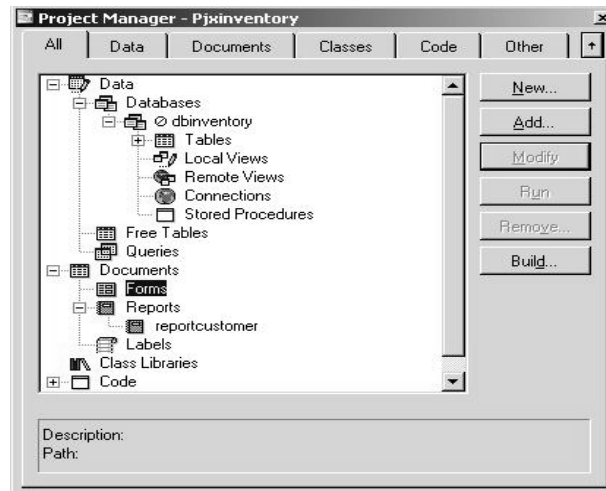 Project Manager - Pjxinventory
All Data Documents Classes Code Other
Data
Databases
dbinventory
Tables
Local Views
Remote Views
Connections
Stored Procedures
Free Tables
Queries
Documents
Forms
Reports
reportcustomer
Labels
Class Libraries
Code
New...
Add...
Modify
Run
Remove...
Build...
Description:
Path: